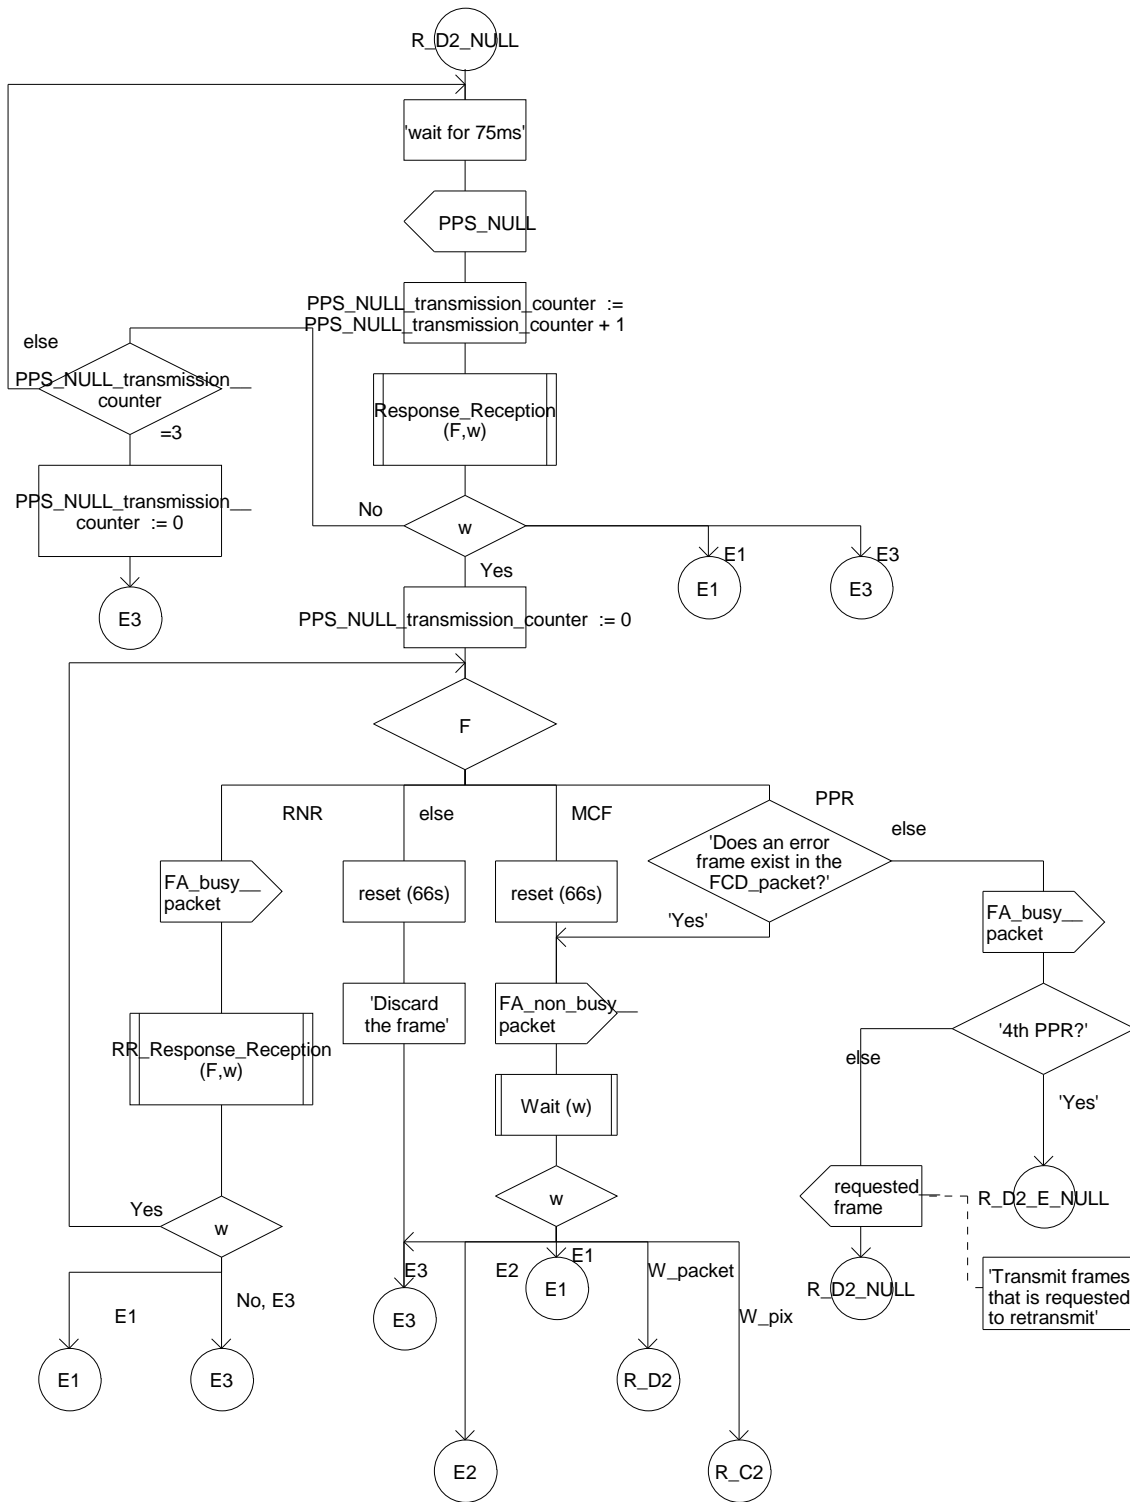 R_D2_NULL
'wait for 75ms'
PPS_NULL
PPS_NULL_transmission_counter :=
PPS_NULL_transmission_counter + 1
else
PPS_NULL_transmission__
counter
=3
Response_Reception
(F,w)
PPS_NULL_transmission__
counter := 0
No
w
Yes
E1
E3
E1
E3
E3
PPS_NULL_transmission_counter := 0
F
RNR
else
MCF
PPR
'Does an error
frame exist in the
FCD_packet?'
else
'Yes'
FA_busy__
packet
reset (66s)
reset (66s)
FA_busy__
packet
'Discard
the frame'
FA_non_busy__
packet
'4th PPR?'
else
'Yes'
RR_Response_Reception
(F,w)
Wait (w)
requested
frame
R_D2_E_NULL
Yes
w
w
E1
No, E3
E3
E2
E1
W_packet
W_pix
E1
R_D2_NULL
'Transmit frames
that is requested
to retransmit'
E3
E1
E3
R_D2
E2
R_C2